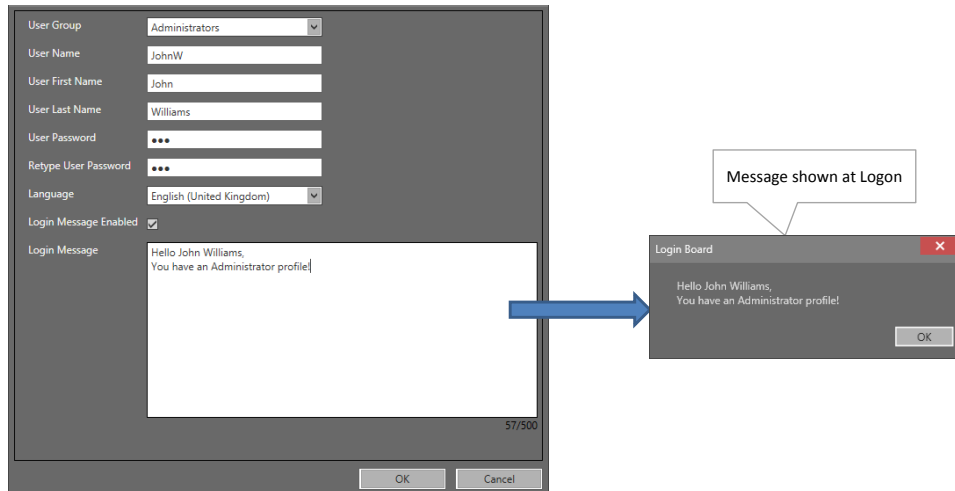 User Group Administrators
User Name JohnW
User First Name John
User Last Name Williams
User Password •••
Retype User Password •••
Language English (United Kingdom)
Login Message Enabled
Login Message Hello John Williams,
You have an Administrator profile!
57/500
OK Cancel
Message shown at Logon
Login Board
Hello John Williams,
You have an Administrator profile!
OK